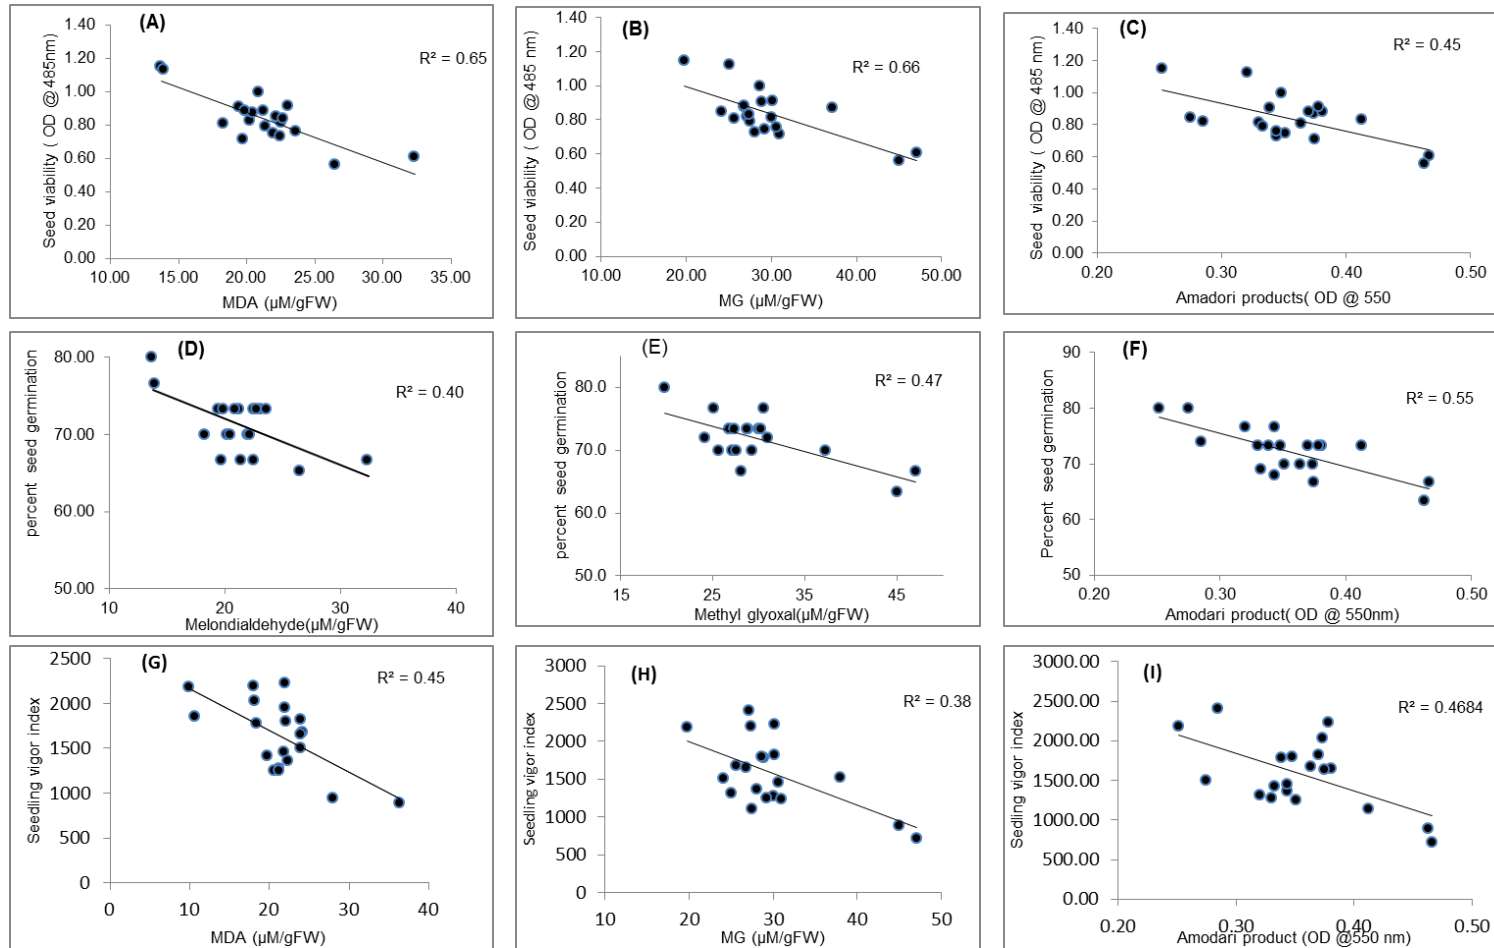 (A)
R² = 0.65
1.40
1.20
1.00
0.80
0.60
0.40
0.20
0.00
Seed viability ( OD @485nm)
10.00 15.00 20.00 25.00 30.00 35.00
MDA (µM/gFW)
(B)
R² = 0.66
1.40
1.20
1.00
0.80
0.60
0.40
0.20
0.00
Seed viability ( OD @485 nm)
10.00 20.00 30.00 40.00 50.00
MG (µM/gFW)
(C)
R² = 0.45
1.40
1.20
1.00
0.80
0.60
0.40
0.20
0.00
Seed viability ( OD @ 485 nm)
0.20 0.30 0.40 0.50
Amadori products( OD @ 550
(D)
R² = 0.40
80.00
70.00
60.00
50.00
percent seed germination
10 20 30 40
Melondialdehyde(µM/gFW)
(E)
R² = 0.47
80.0
70.0
60.0
50.0
percent seed germination
15 25 35 45
Methyl glyoxal(µM/gFW)
(F)
R² = 0.55
90
80
70
60
50
Percent seed germination
0.20 0.30 0.40 0.50
Amodari product( OD @ 550nm)
(G)
R² = 0.45
2500
2000
1500
1000
500
0
Seedling vigor index
0 10 20 30 40
MDA (µM/gFW)
(H)
R² = 0.38
3000
2500
2000
1500
1000
500
0
Seedling vigor index
10 20 30 40 50
MG (µM/gFW)
(I)
R² = 0.4684
3000.00
2500.00
2000.00
1500.00
1000.00
500.00
0.00
Sedling vigor index
0.20 0.30 0.40 0.50
Amodari product (OD @550 nm)